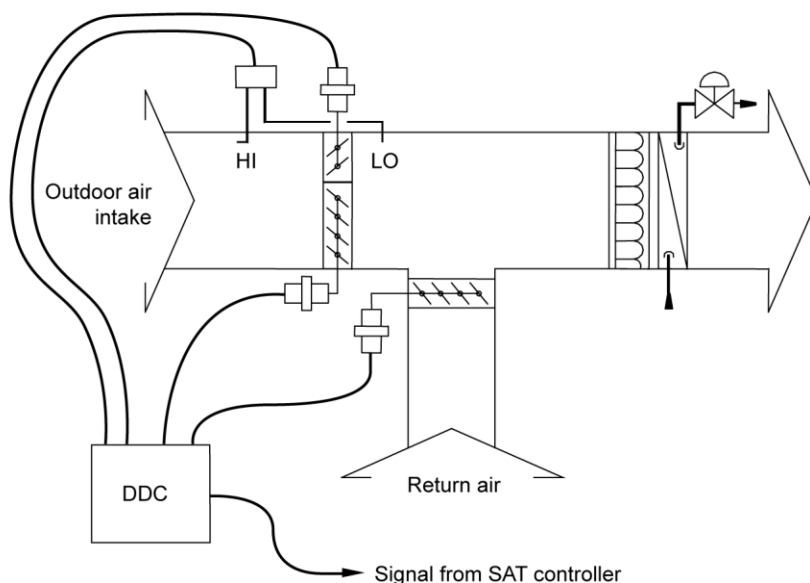 HI
LO
Outdoor air
intake
Return air
DDC
Signal from SAT controller